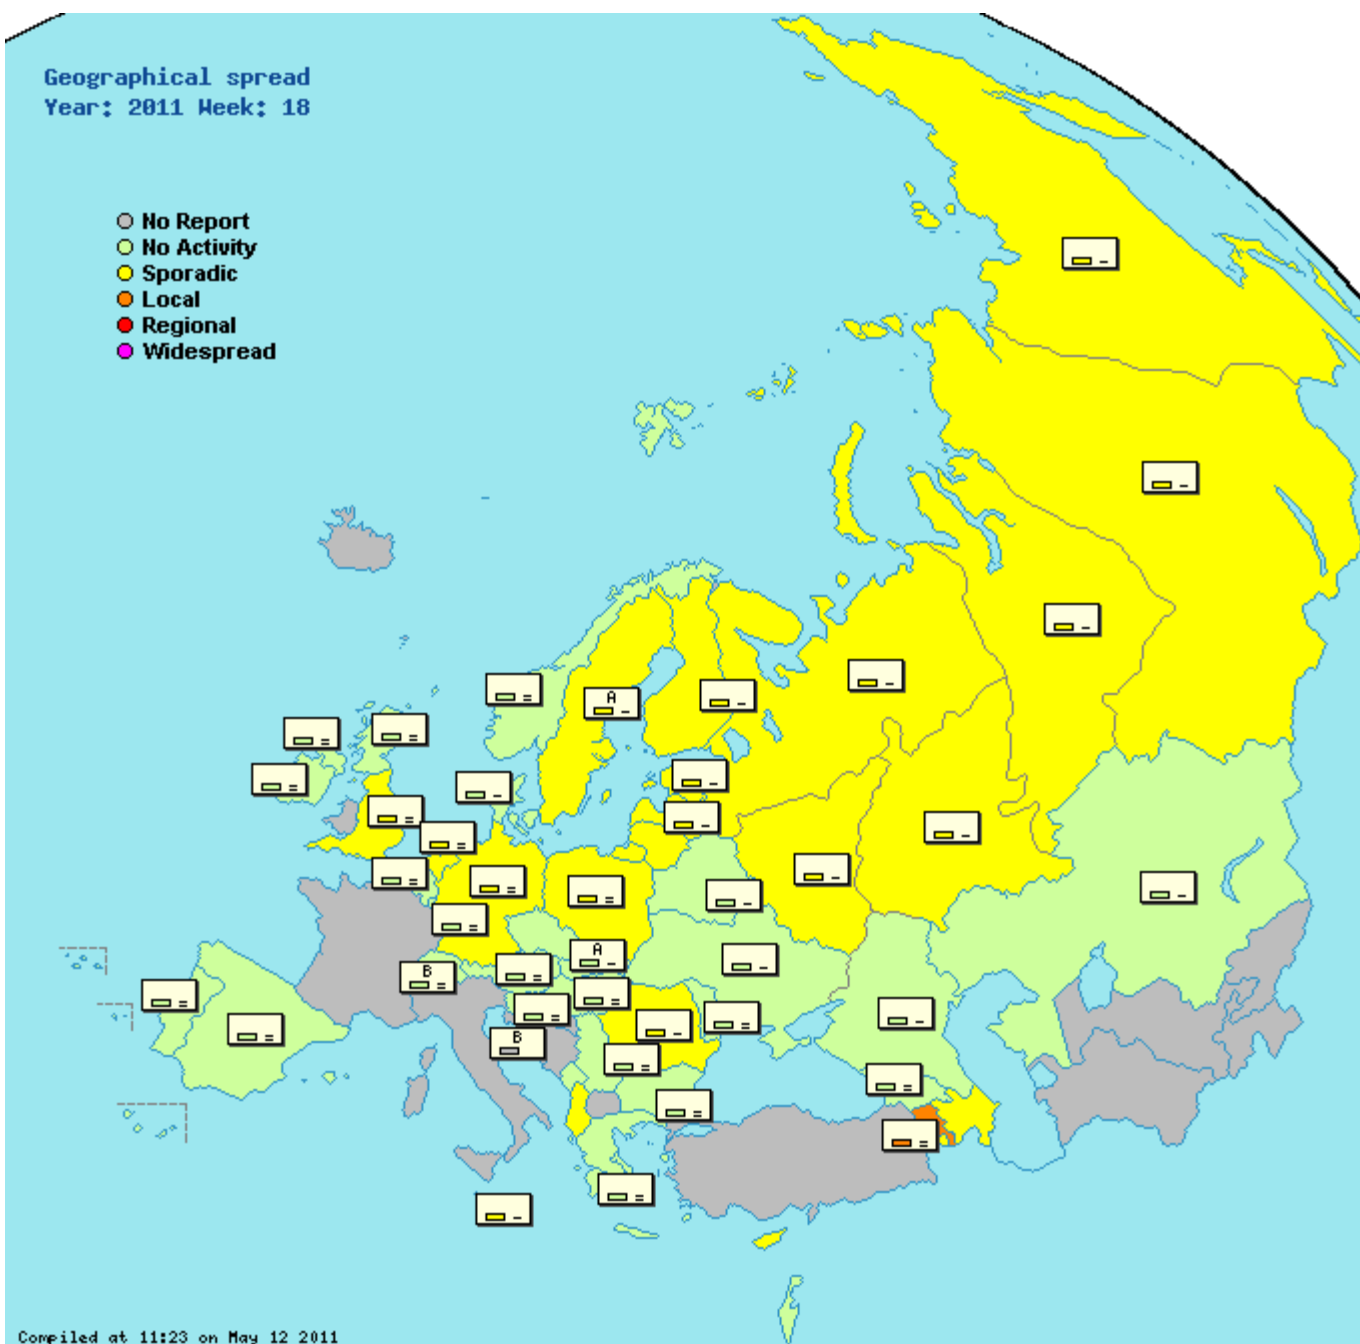 Geographical spread
Year: 2011 Week: 18
No Report
No Activity
Sporadic
Local
Regional
Widespread
A
A
B
B
Compiled at 11:23 on May 12 2011